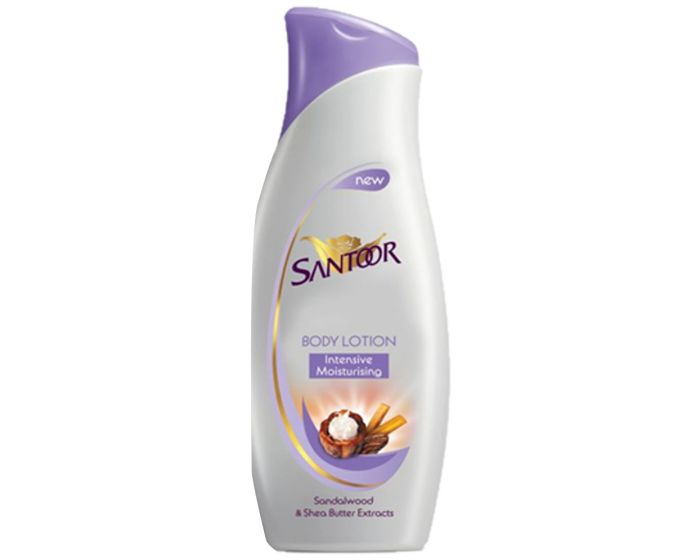 new
SANTOOR
BODY LOTION
Intensive
Moisturising
Sandalwood
& Shea Butter Extracts